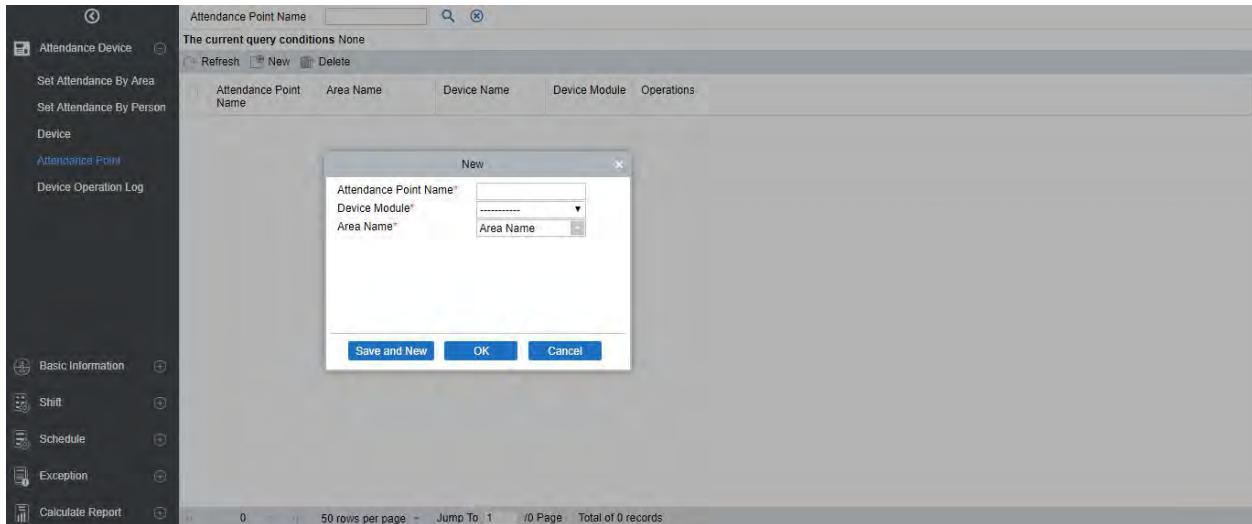 Attendance Point Name
The current query conditions None
Refresh New Delete
Attendance Point Name Area Name Device Name Device Module Operations
Attendance Device
Set Attendance By Area
Set Attendance By Person
Device
Attendance Point
Device Operation Log
Basic Information
Shift
Schedule
Exception
Calculate Report
New
Attendance Point Name*
Device Module* -----------
Area Name* Area Name
Save and New OK Cancel
0 50 rows per page Jump To 1 /0 Page Total of 0 records